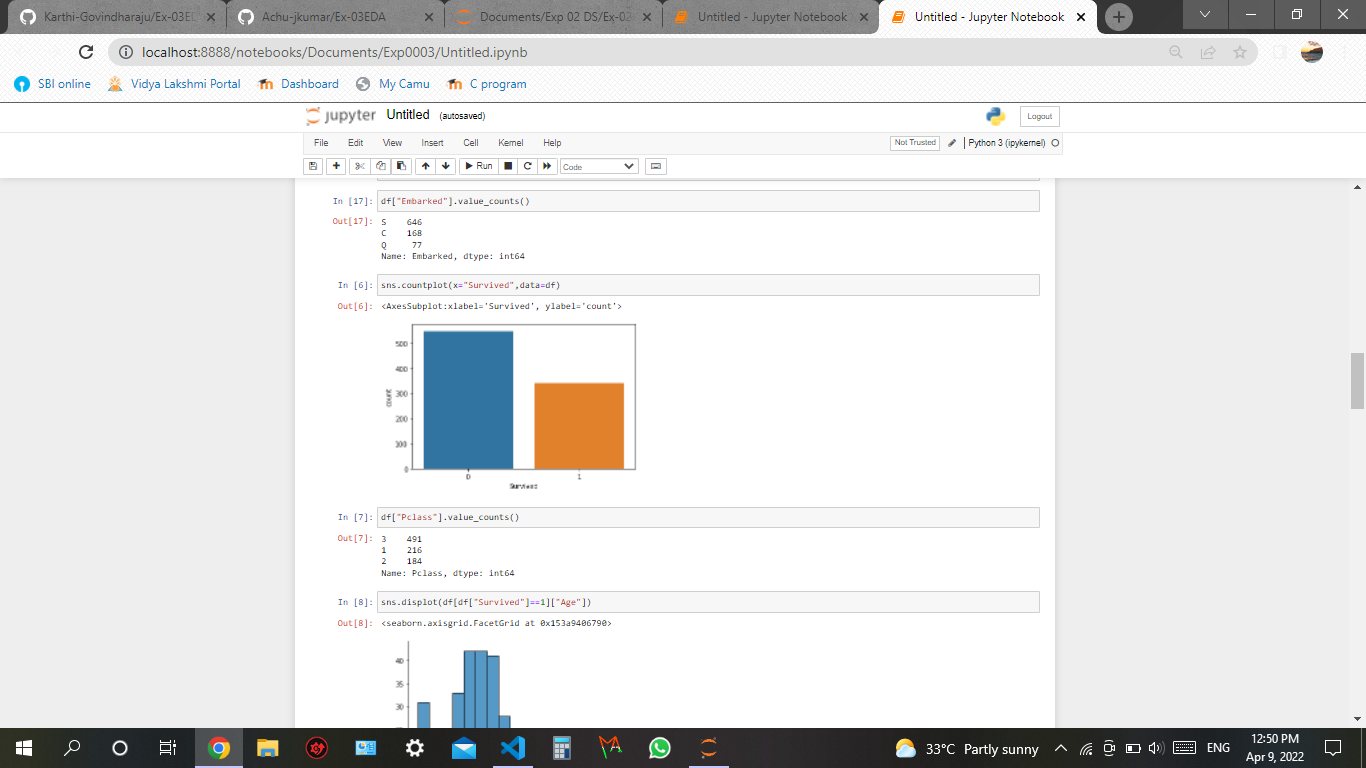 Karthi-Govindharaju/Ex-03ED
Achu-jkumar/Ex-03EDA
Documents/Exp 02 DS/Ex-02
Untitled - Jupyter Notebook
Untitled - Jupyter Notebook
localhost:8888/notebooks/Documents/Exp0003/Untitled.ipynb
SBI online
Vidya Lakshmi Portal
Dashboard
My Camu
C program
jupyter Untitled (autosaved)
Logout
File Edit View Insert Cell Kernel Help
Not Trusted
Python 3 (ipykernel)
Run
Code
In [17]: df["Embarked"].value_counts()
Out[17]: S 646
C 168
Q 77
Name: Embarked, dtype: int64
In [6]: sns.countplot(x="Survived",data=df)
Out[6]: <AxesSubplot:xlabel='Survived', ylabel='count'>
500
400
300
200
100
0
count
0 1
Survived
In [7]: df["Pclass"].value_counts()
Out[7]: 3 491
1 216
2 184
Name: Pclass, dtype: int64
In [8]: sns.displot(df[df["Survived"]==1]["Age"])
Out[8]: <seaborn.axisgrid.FacetGrid at 0x153a9406790>
40
35
30
33°C Partly sunny
ENG
12:50 PM
Apr 9, 2022